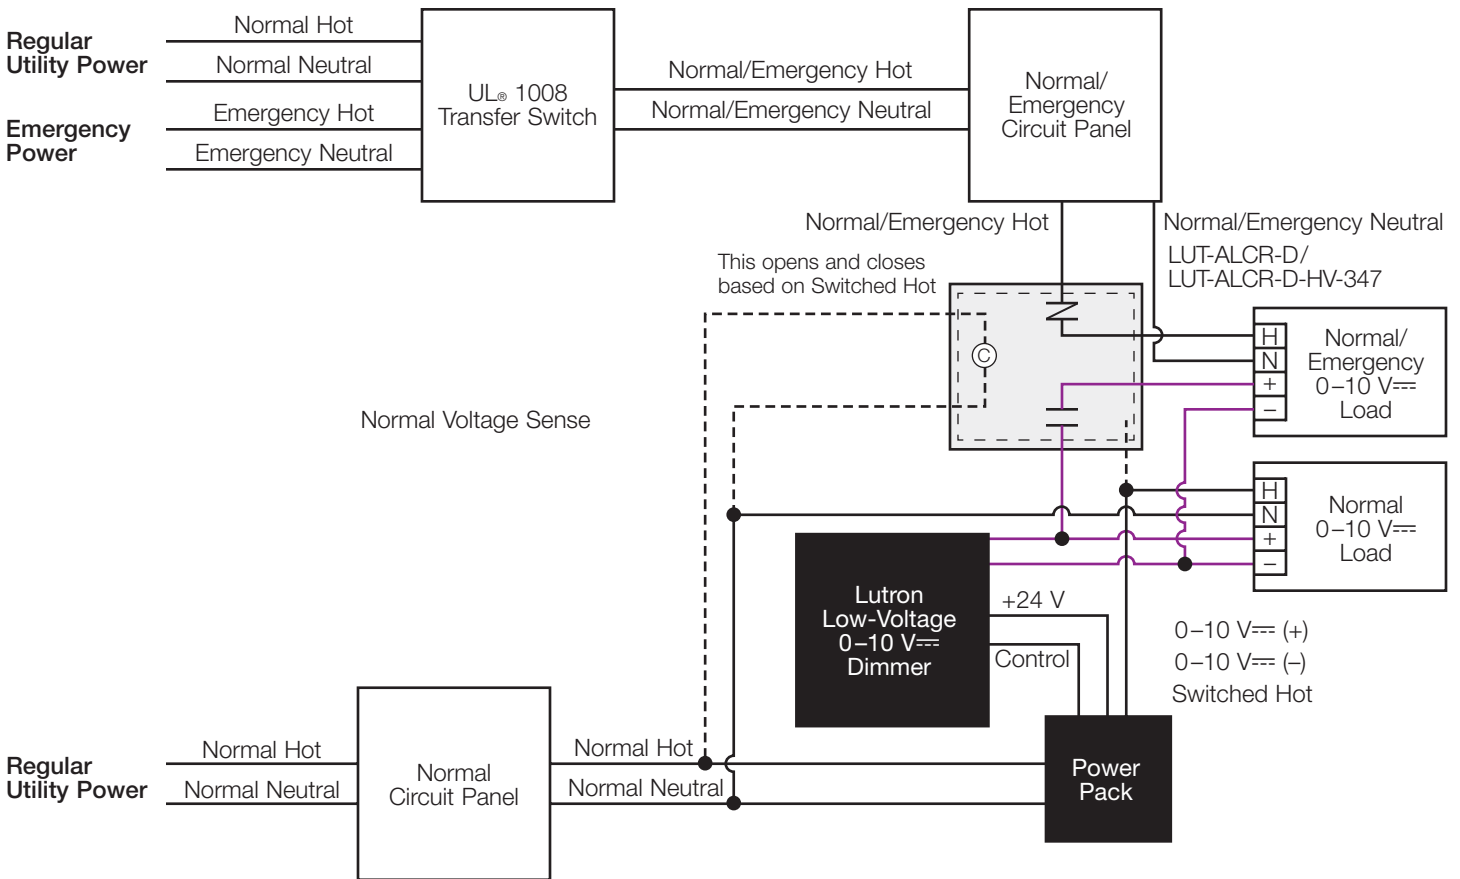 Regular
Utility Power
Normal Hot
Normal Neutral
Emergency
Power
Emergency Hot
Emergency Neutral
UL® 1008
Transfer Switch
Normal/Emergency Hot
Normal/Emergency Neutral
Normal/
Emergency
Circuit Panel
Normal/Emergency Hot
Normal/Emergency Neutral
LUT-ALCR-D/
LUT-ALCR-D-HV-347
This opens and closes
based on Switched Hot
C
H
N
+
–
Normal/
Emergency
0–10 V⎓
Load
Normal Voltage Sense
H
N
+
–
Normal
0–10 V⎓
Load
Lutron
Low-Voltage
0–10 V⎓
Dimmer
+24 V
Control
0–10 V⎓ (+)
0–10 V⎓ (–)
Switched Hot
Regular
Utility Power
Normal Hot
Normal Neutral
Normal
Circuit Panel
Normal Hot
Normal Neutral
Power
Pack